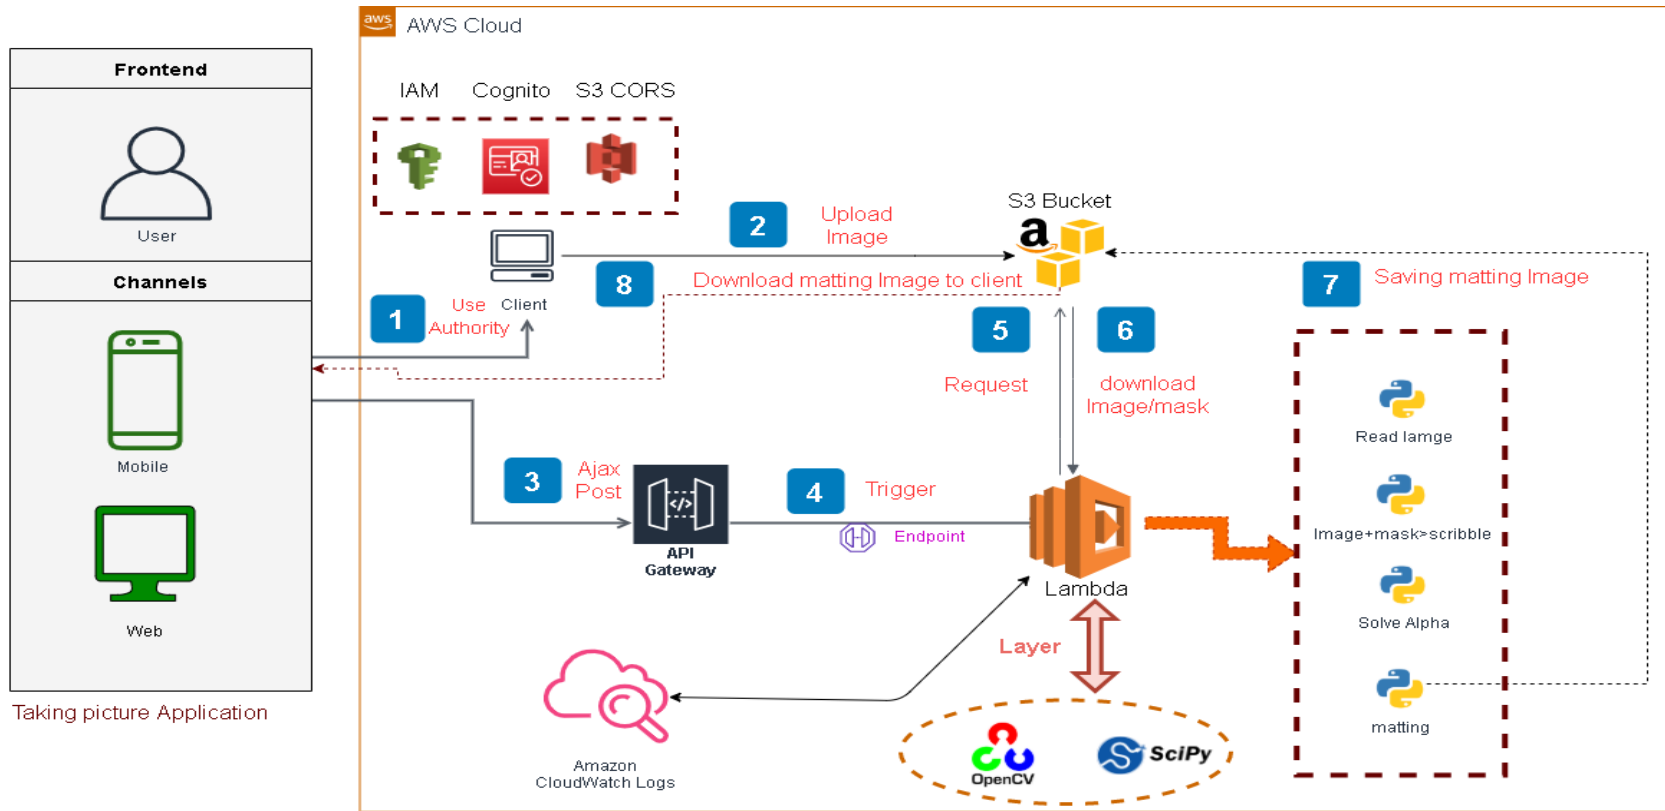 aws
AWS Cloud
Frontend
User
Channels
Mobile
Web
Taking picture Application
IAM
Cognito
S3 CORS
Client
1
Use
Authority
2
Upload
Image
S3 Bucket
a
8
Download matting Image to client
7
Saving matting Image
5
Request
6
download
Image/mask
3
Ajax
Post
API
Gateway
4
Trigger
Endpoint
Lambda
Layer
Amazon
CloudWatch Logs
OpenCV
SciPy
Read Iamge
Image+mask>scribble
Solve Alpha
matting